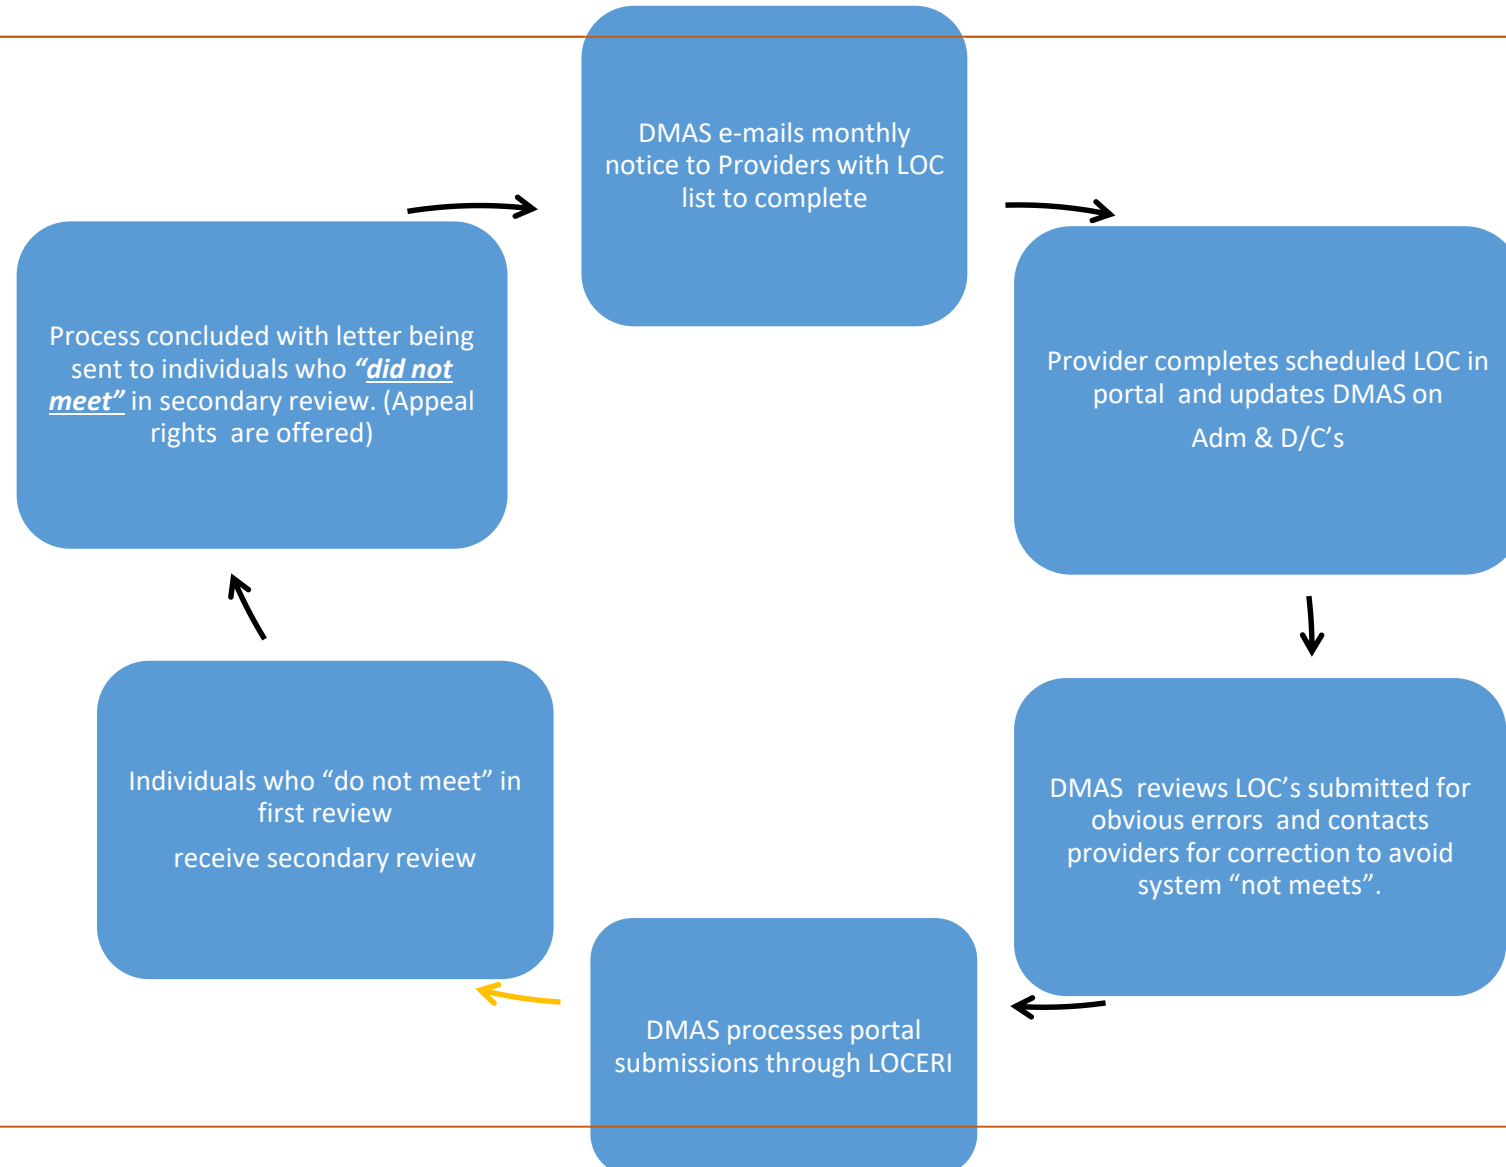 DMAS e-mails monthly
notice to Providers with LOC
list to complete
Provider completes scheduled LOC in
portal  and updates DMAS on
Adm & D/C’s
DMAS  reviews LOC’s submitted for
obvious errors  and contacts
providers for correction to avoid
system “not meets”.
DMAS processes portal
submissions through LOCERI
Individuals who “do not meet” in
first review
receive secondary review
Process concluded with letter being
sent to individuals who “did not
meet” in secondary review. (Appeal
rights  are offered)